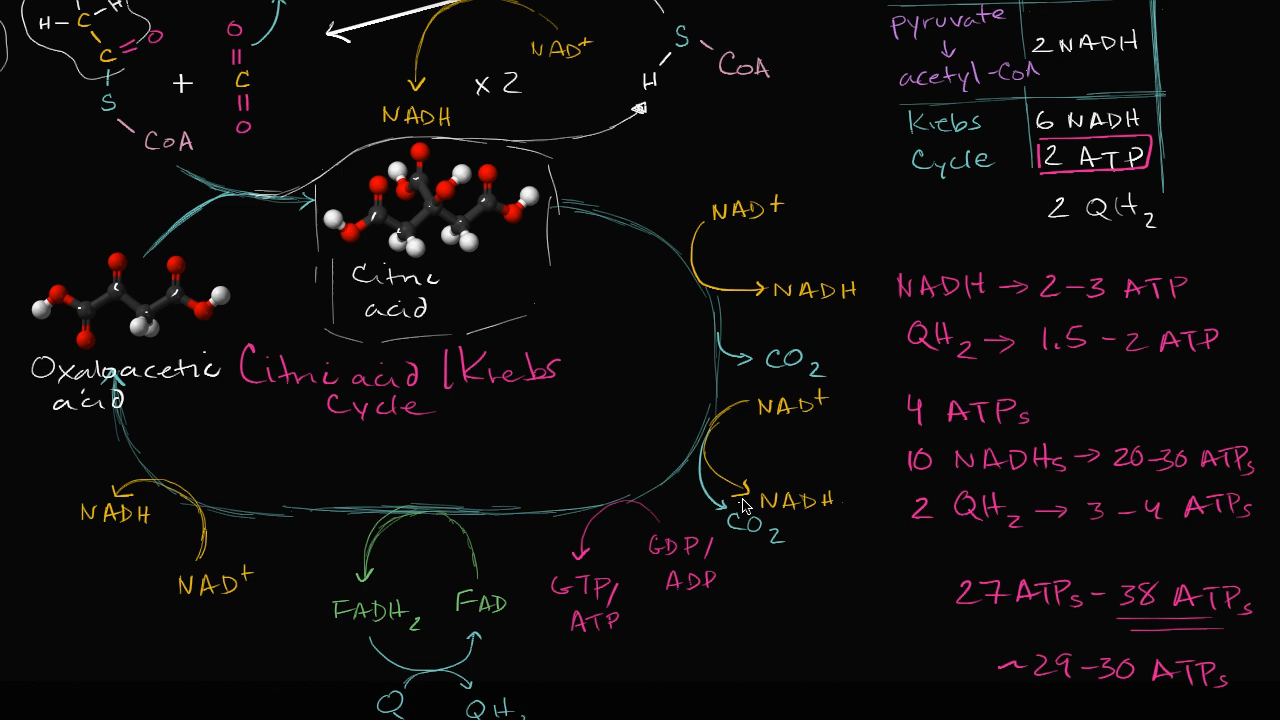 H
C
H
C
O
S
CoA
+
O
C
O
NADH
x 2
NAD+
S
H
CoA
Citric
acid
Oxaloacetic
acid
Citric acid / Krebs
cycle
NAD+
NADH
CO2
NAD+
NADH
CO2
GDP/
ADP
GTP/
ATP
FAD
FADH2
Q
QH2
NAD+
NADH
pyruvate
↓
acetyl-CoA
2 NADH
Krebs
Cycle
6 NADH
2 ATP
2 QH2
NADH → 2-3 ATP
QH2 → 1.5 - 2 ATP
4 ATPs
10 NADHs → 20-30 ATPs
2 QH2 → 3-4 ATPs
27 ATPs - 38 ATPs
~29-30 ATPs